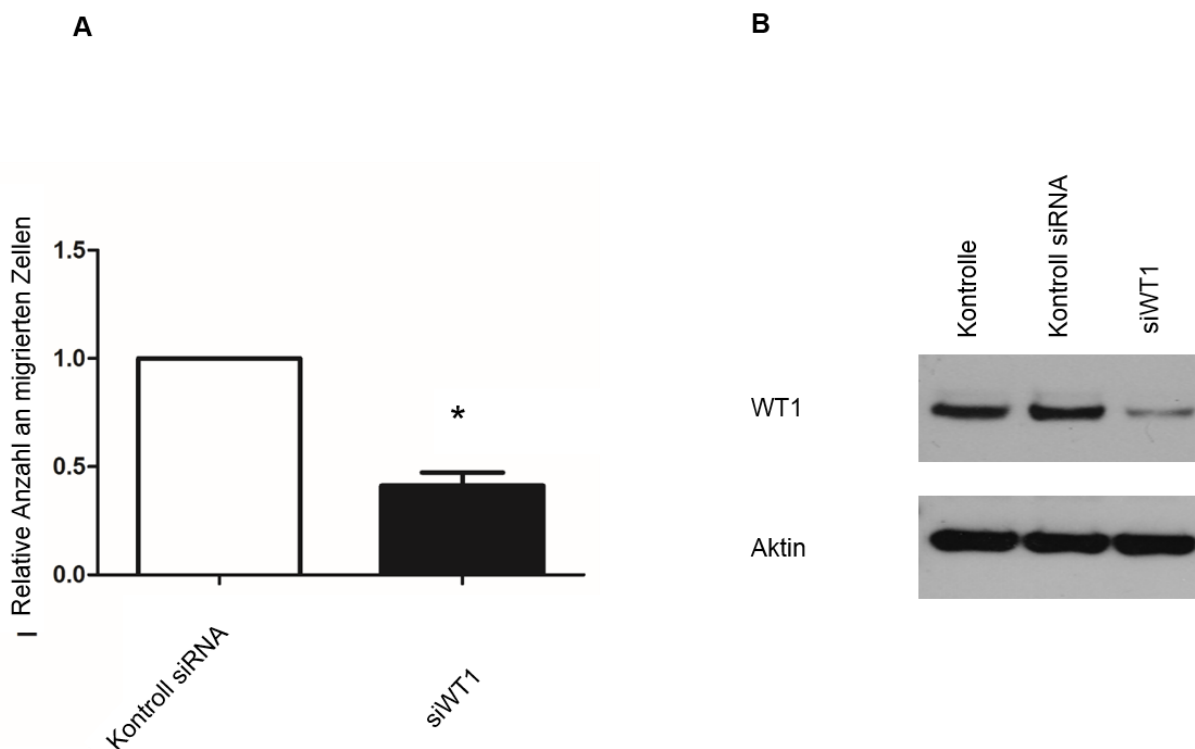 A
Relative Anzahl an migrierten Zellen
1.5
1.0
0.5
0.0
*
Kontroll siRNA
siWT1
B
Kontrolle
Kontroll siRNA
siWT1
WT1
Aktin